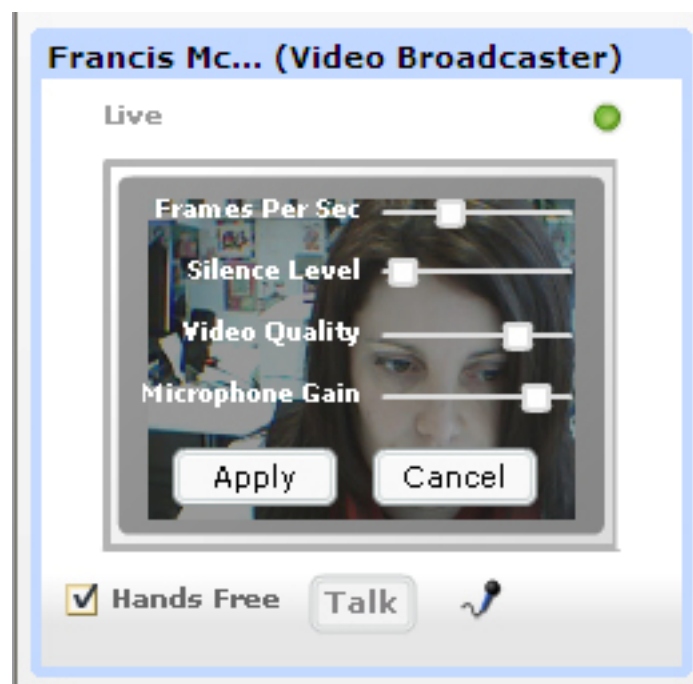 Francis Mc... (Video Broadcaster)
Live
Frames Per Sec
Silence Level
Video Quality
Microphone Gain
Apply Cancel
Hands Free Talk